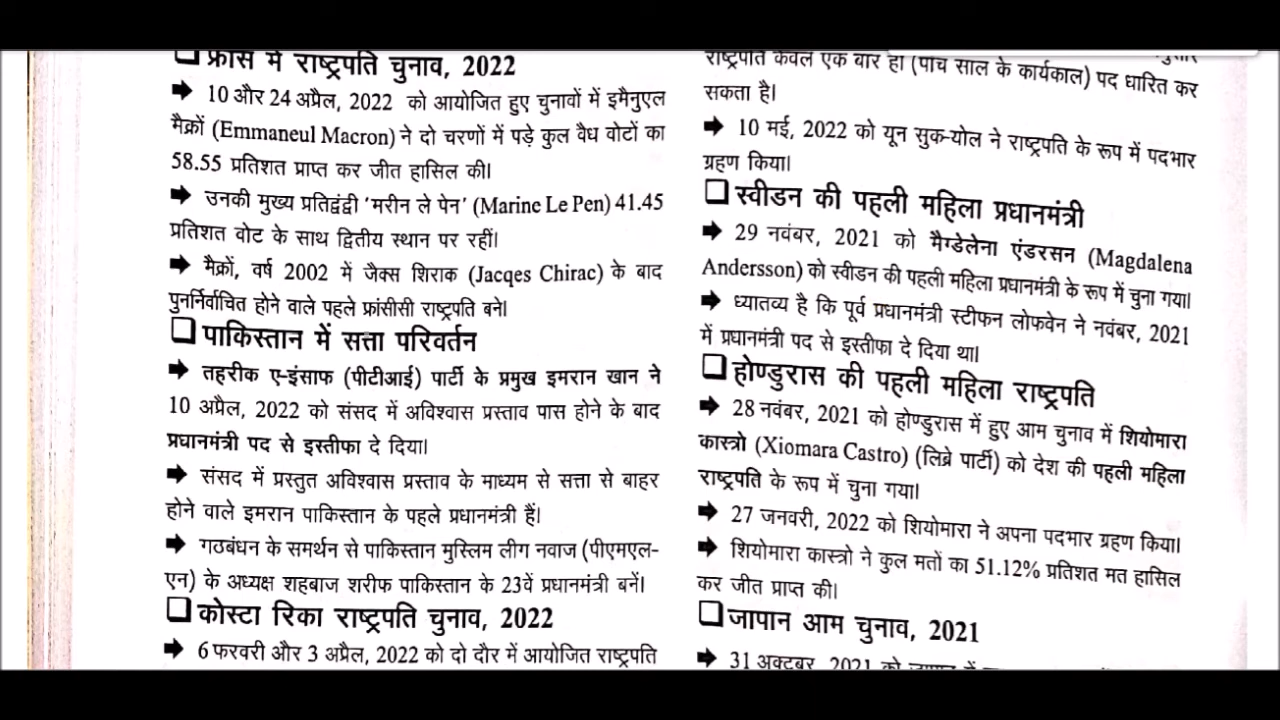 ❑ फ्रांस में राष्ट्रपति चुनाव, 2022
➡ 10 और 24 अप्रैल, 2022 को आयोजित हुए चुनावों में इमैनुएल
मैक्रों (Emmaneul Macron) ने दो चरणों में पड़े कुल वैध वोटों का
58.55 प्रतिशत प्राप्त कर जीत हासिल की।
➡ उनकी मुख्य प्रतिद्वंद्वी 'मरीन ले पेन' (Marine Le Pen) 41.45
प्रतिशत वोट के साथ द्वितीय स्थान पर रहीं।
➡ मैक्रों, वर्ष 2002 में जैक्स शिराक (Jacqes Chirac) के बाद
पुनर्निर्वाचित होने वाले पहले फ्रांसीसी राष्ट्रपति बने।
❑ पाकिस्तान में सत्ता परिवर्तन
➡ तहरीक ए-इंसाफ (पीटीआई) पार्टी के प्रमुख इमरान खान ने
10 अप्रैल, 2022 को संसद में अविश्वास प्रस्ताव पास होने के बाद
प्रधानमंत्री पद से इस्तीफा दे दिया।
➡ संसद में प्रस्तुत अविश्वास प्रस्ताव के माध्यम से सत्ता से बाहर
होने वाले इमरान पाकिस्तान के पहले प्रधानमंत्री हैं।
➡ गठबंधन के समर्थन से पाकिस्तान मुस्लिम लीग नवाज (पीएमएल-
एन) के अध्यक्ष शहबाज शरीफ पाकिस्तान के 23वें प्रधानमंत्री बनें।
❑ कोस्टा रिका राष्ट्रपति चुनाव, 2022
➡ 6 फरवरी और 3 अप्रैल, 2022 को दो दौर में आयोजित राष्ट्रपति
राष्ट्रपति केवल एक बार ही (पांच साल के कार्यकाल) पद धारित कर
सकता है।
➡ 10 मई, 2022 को यून सुक-योल ने राष्ट्रपति के रूप में पदभार
ग्रहण किया।
❑ स्वीडन की पहली महिला प्रधानमंत्री
➡ 29 नवंबर, 2021 को मैग्डेलेना एंडरसन (Magdalena
Andersson) को स्वीडन की पहली महिला प्रधानमंत्री के रूप में चुना गया।
➡ ध्यातव्य है कि पूर्व प्रधानमंत्री स्टीफन लोफवेन ने नवंबर, 2021
में प्रधानमंत्री पद से इस्तीफा दे दिया था।
❑ होण्डुरास की पहली महिला राष्ट्रपति
➡ 28 नवंबर, 2021 को होण्डुरास में हुए आम चुनाव में शियोमारा
कास्त्रो (Xiomara Castro) (लिब्रे पार्टी) को देश की पहली महिला
राष्ट्रपति के रूप में चुना गया।
➡ 27 जनवरी, 2022 को शियोमारा ने अपना पदभार ग्रहण किया।
➡ शियोमारा कास्त्रो ने कुल मतों का 51.12% प्रतिशत मत हासिल
कर जीत प्राप्त की।
❑ जापान आम चुनाव, 2021
➡ 31 अक्टूबर, 2021 को जापान में